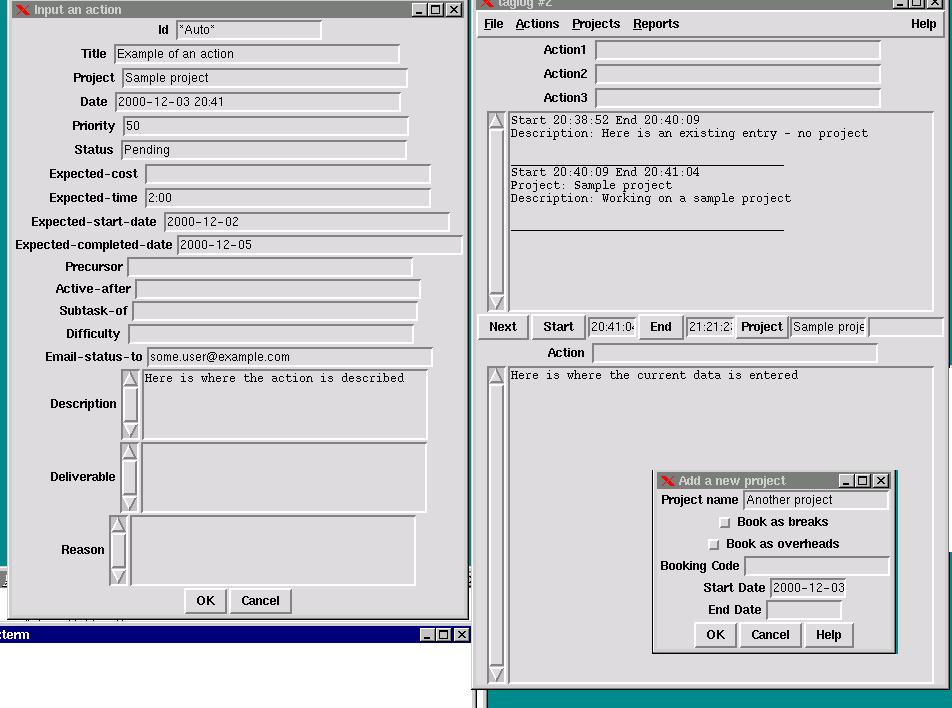 Input an action
Id *Auto*
Title Example of an action
Project Sample project
Date 2000-12-03 20:41
Priority 50
Status Pending
Expected-cost
Expected-time 2:00
Expected-start-date 2000-12-02
Expected-completed-date 2000-12-05
Precursor
Active-after
Subtask-of
Difficulty
Email-status-to some.user@example.com
Description Here is where the action is described
Deliverable
Reason
OK Cancel
taglog #2
File Actions Projects Reports Help
Action1
Action2
Action3
Start 20:38:52 End 20:40:09
Description: Here is an existing entry - no project
Start 20:40:09 End 20:41:04
Project: Sample project
Description: Working on a sample project
Next Start 20:41:04 End 21:21:2 Project Sample proje
Action
Here is where the current data is entered
Add a new project
Project name Another project
Book as breaks
Book as overheads
Booking Code
Start Date 2000-12-03
End Date
OK Cancel Help
term